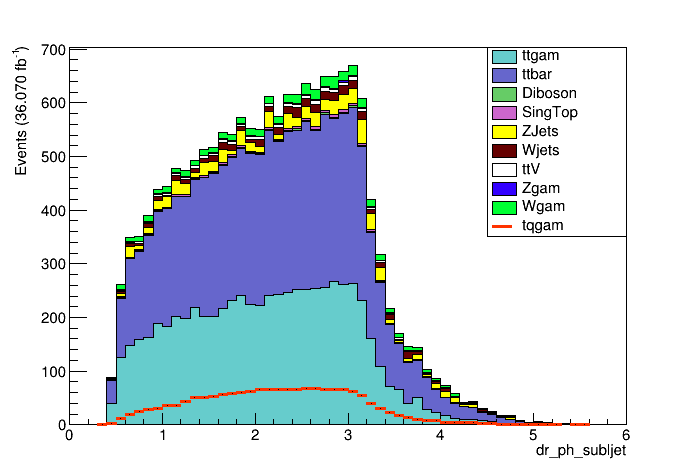 Events (36.070 fb⁻¹)
700
600
500
400
300
200
100
0
0 1 2 3 4 5 6
dr_ph_subljet
ttgam
ttbar
Diboson
SingTop
ZJets
Wjets
ttV
Zgam
Wgam
tqgam